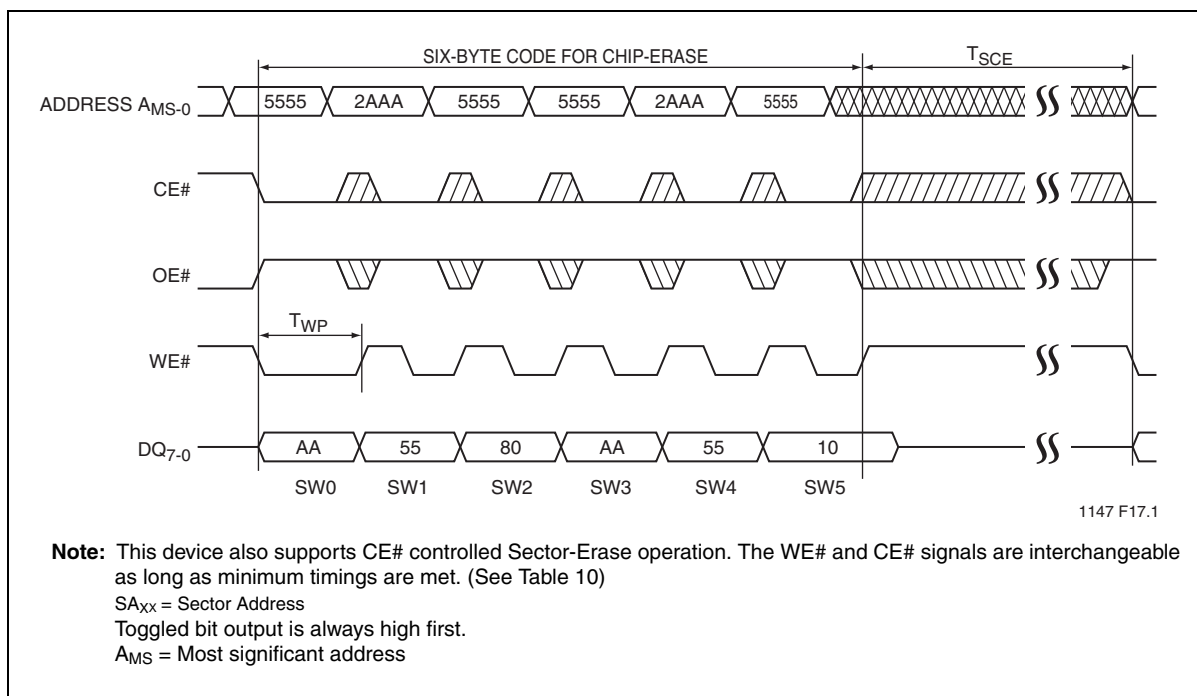 SIX-BYTE CODE FOR CHIP-ERASE TSCE
ADDRESS AMS-0 5555 2AAA 5555 5555 2AAA 5555
CE#
OE#
TWP
WE#
DQ7-0 AA 55 80 AA 55 10
SW0 SW1 SW2 SW3 SW4 SW5
1147 F17.1
Note: This device also supports CE# controlled Sector-Erase operation. The WE# and CE# signals are interchangeable
as long as minimum timings are met. (See Table 10)
SAXX = Sector Address
Toggled bit output is always high first.
AMS = Most significant address